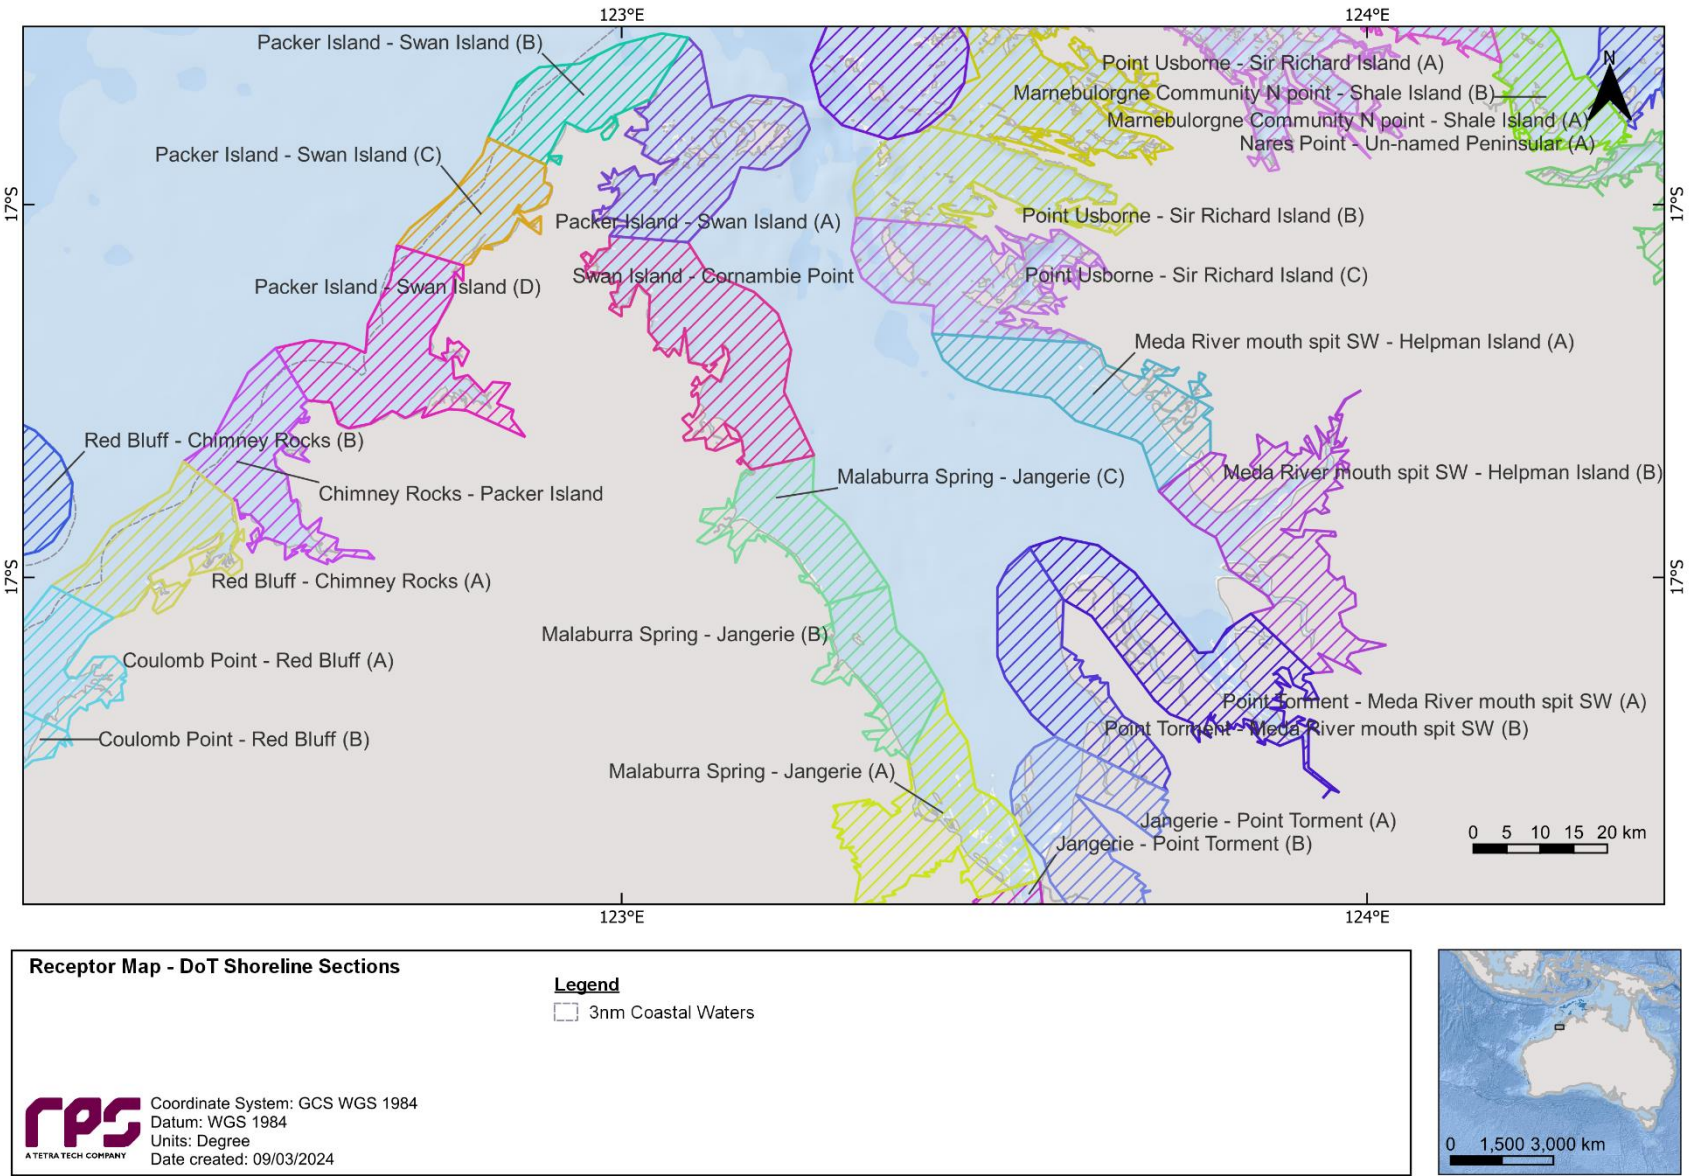 123°E 124°E
Packer Island - Swan Island (B)
Point Usborne - Sir Richard Island (A)
N
Marnebulorgne Community N point - Shale Island (B)
Marnebulorgne Community N point - Shale Island (A)
Nares Point - Un-named Peninsular (A)
Packer Island - Swan Island (C)
17°S 17°S
Packer Island - Swan Island (A)
Point Usborne - Sir Richard Island (B)
Swan Island - Cornambie Point
Point Usborne - Sir Richard Island (C)
Packer Island - Swan Island (D)
Meda River mouth spit SW - Helpman Island (A)
Red Bluff - Chimney Rocks (B)
Meda River mouth spit SW - Helpman Island (B)
Malaburra Spring - Jangerie (C)
Chimney Rocks - Packer Island
17°S 17°S
Red Bluff - Chimney Rocks (A)
Malaburra Spring - Jangerie (B)
Coulomb Point - Red Bluff (A)
Point Torment - Meda River mouth spit SW (A)
Point Torment - Meda River mouth spit SW (B)
Coulomb Point - Red Bluff (B)
Malaburra Spring - Jangerie (A)
Jangerie - Point Torment (A)
Jangerie - Point Torment (B)
0 5 10 15 20 km
123°E 124°E
Receptor Map - DoT Shoreline Sections
Legend
3nm Coastal Waters
rps
A TETRA TECH COMPANY
Coordinate System: GCS WGS 1984
Datum: WGS 1984
Units: Degree
Date created: 09/03/2024
0 1,500 3,000 km